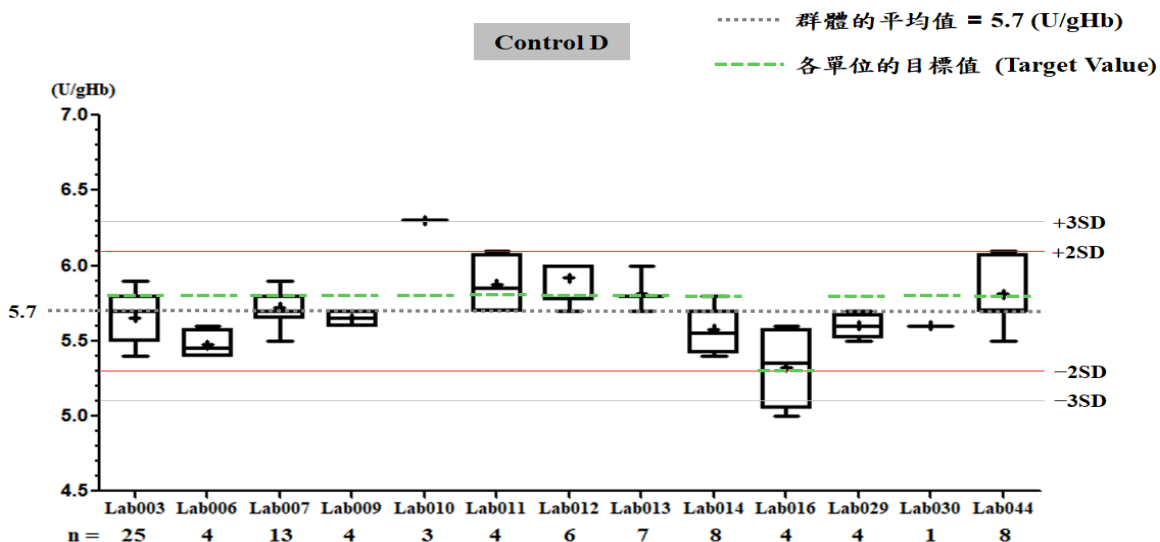 群體的平均值 = 5.7 (U/gHb)
Control D
各單位的目標值 (Target Value)
(U/gHb)
7.0
6.5
+3SD
+2SD
6.0
5.7
5.5
−2SD
−3SD
5.0
4.5
Lab003 Lab006 Lab007 Lab009 Lab010 Lab011 Lab012 Lab013 Lab014 Lab016 Lab029 Lab030 Lab044
n = 25 4 13 4 3 4 6 7 8 4 4 1 8